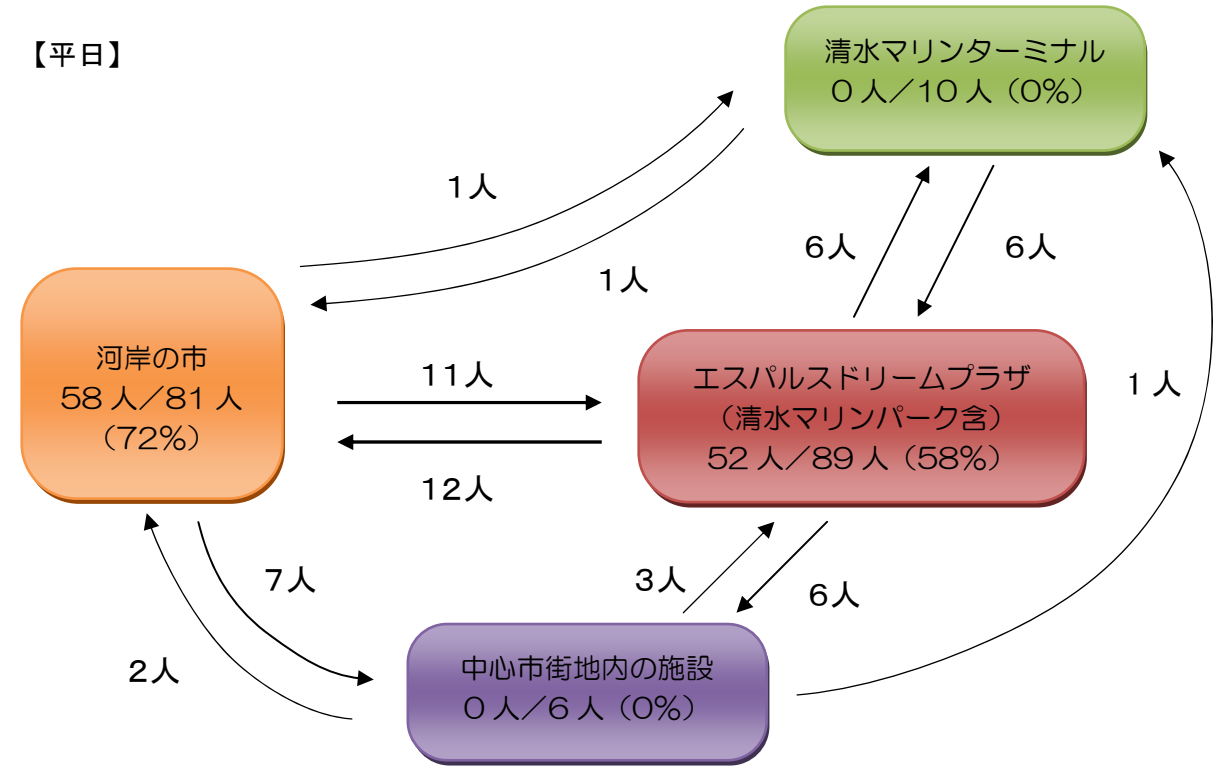 【平日】
清水マリンターミナル
0人／10人（0%）
1人
1人
6人
6人
河岸の市
58人／81人
（72%）
11人
12人
エスパルスドリームプラザ
（清水マリンパーク含）
52人／89人（58%）
1人
7人
2人
3人
6人
中心市街地内の施設
0人／6人（0%）